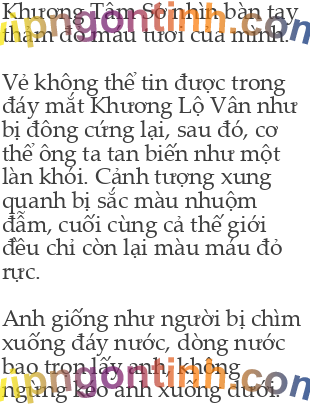 Khương Tâm Sơ nhìn bàn tay
thấm đỏ máu tươi của mình.
Vẻ không thể tin được trong
đáy mắt Khương Lộ Vân như
bị đông cứng lại, sau đó, cơ
thể ông ta tan biến như một
làn khói. Cảnh tượng xung
quanh bị sắc màu nhuộm
đẫm, cuối cùng cả thế giới
đều chỉ còn lại màu máu đỏ
rực.
Anh giống như người bị chìm
xuống đáy nước, dòng nước
bao trọn lấy anh, không
ngừng kéo anh xuống dưới.
vipngontinh.com
vipngontinh.com